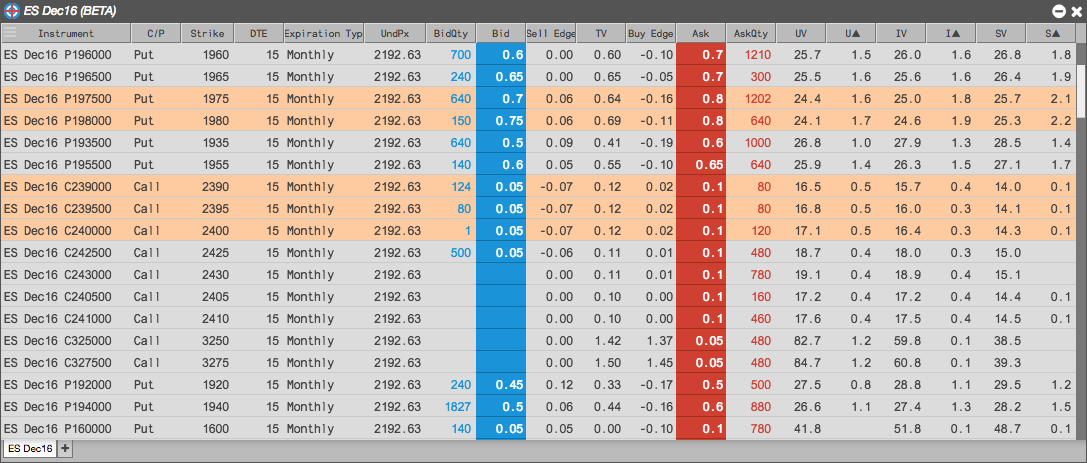 ES Dec16 (BETA)
Instrument C/P Strike DTE Expiration Typ UndPx BidQty Bid Sell Edge TV Buy Edge Ask AskQty UV U▲ IV I▲ SV S▲
ES Dec16 P196000 Put 1960 15 Monthly 2192.63 700 0.6 0.00 0.60 -0.10 0.7 1210 25.7 1.5 26.0 1.6 26.8 1.8
ES Dec16 P196500 Put 1965 15 Monthly 2192.63 240 0.65 0.00 0.65 -0.05 0.7 300 25.5 1.6 25.6 1.6 26.4 1.9
ES Dec16 P197500 Put 1975 15 Monthly 2192.63 640 0.7 0.06 0.64 -0.16 0.8 1202 24.4 1.6 25.0 1.8 25.7 2.1
ES Dec16 P198000 Put 1980 15 Monthly 2192.63 150 0.75 0.06 0.69 -0.11 0.8 640 24.1 1.7 24.6 1.9 25.3 2.2
ES Dec16 P193500 Put 1935 15 Monthly 2192.63 640 0.5 0.09 0.41 -0.19 0.6 1000 26.8 1.0 27.9 1.3 28.5 1.4
ES Dec16 P195500 Put 1955 15 Monthly 2192.63 140 0.6 0.05 0.55 -0.10 0.65 640 25.9 1.4 26.3 1.5 27.1 1.7
ES Dec16 C239000 Call 2390 15 Monthly 2192.63 124 0.05 -0.07 0.12 0.02 0.1 80 16.5 0.5 15.7 0.4 14.0 0.1
ES Dec16 C239500 Call 2395 15 Monthly 2192.63 80 0.05 -0.07 0.12 0.02 0.1 80 16.8 0.5 16.0 0.3 14.1 0.1
ES Dec16 C240000 Call 2400 15 Monthly 2192.63 1 0.05 -0.07 0.12 0.02 0.1 120 17.1 0.5 16.4 0.3 14.3 0.1
ES Dec16 C242500 Call 2425 15 Monthly 2192.63 500 0.05 -0.06 0.11 0.01 0.1 480 18.7 0.4 18.0 0.3 15.0
ES Dec16 C243000 Call 2430 15 Monthly 2192.63 0.00 0.11 0.01 0.1 780 19.1 0.4 18.9 0.4 15.1
ES Dec16 C240500 Call 2405 15 Monthly 2192.63 0.00 0.10 0.00 0.1 160 17.2 0.4 17.2 0.4 14.4 0.1
ES Dec16 C241000 Call 2410 15 Monthly 2192.63 0.00 0.10 0.00 0.1 460 17.6 0.4 17.5 0.4 14.5 0.1
ES Dec16 C325000 Call 3250 15 Monthly 2192.63 0.00 1.42 1.37 0.05 480 82.7 1.2 59.8 0.1 38.5
ES Dec16 C327500 Call 3275 15 Monthly 2192.63 0.00 1.50 1.45 0.05 480 84.7 1.2 60.8 0.1 39.3
ES Dec16 P192000 Put 1920 15 Monthly 2192.63 240 0.45 0.12 0.33 -0.17 0.5 500 27.5 0.8 28.8 1.1 29.5 1.2
ES Dec16 P194000 Put 1940 15 Monthly 2192.63 1827 0.5 0.06 0.44 -0.16 0.6 880 26.6 1.1 27.4 1.3 28.2 1.5
ES Dec16 P160000 Put 1600 15 Monthly 2192.63 140 0.05 0.05 0.00 -0.10 0.1 780 41.8 51.8 0.1 48.7 0.1
ES Dec16 +